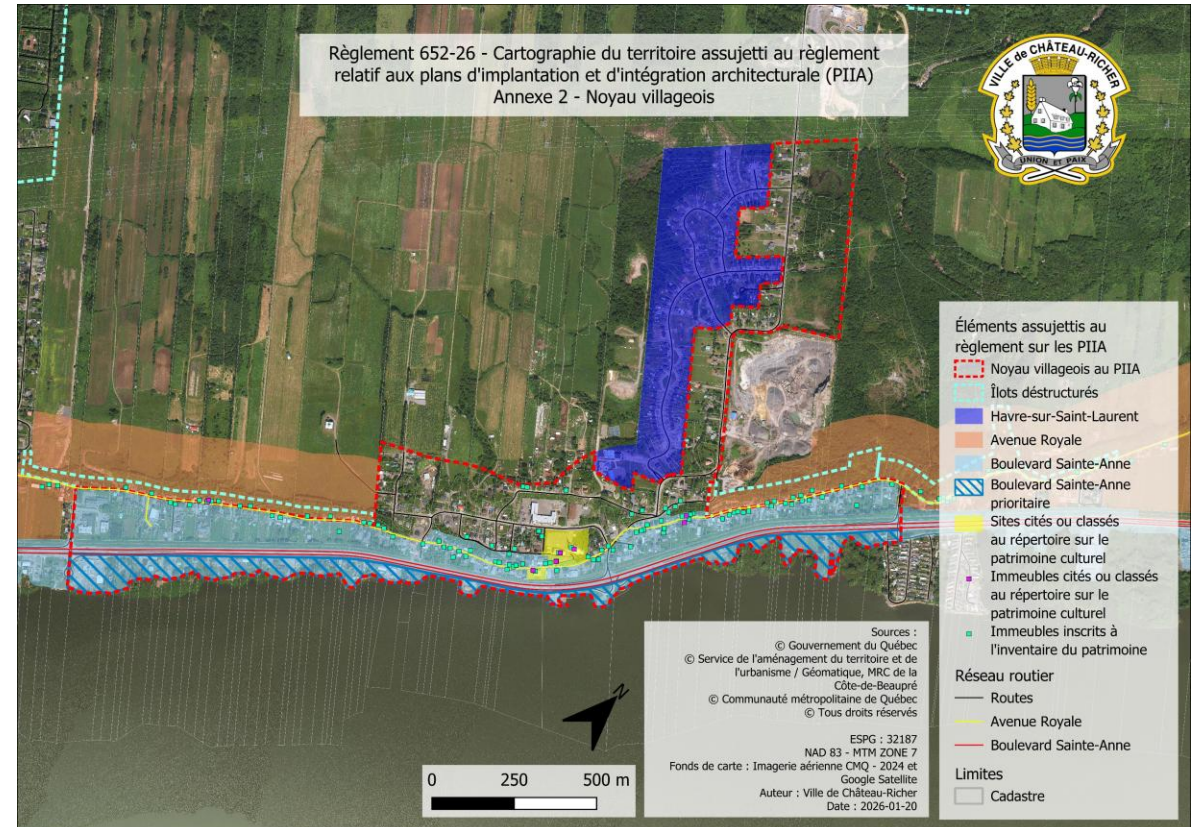 Règlement 652-26 - Cartographie du territoire assujetti au règlement
relatif aux plans d'implantation et d'intégration architecturale (PIIA)
Annexe 2 - Noyau villageois
VILLE de CHÂTEAU-RICHER
UNION ET PAIX
Éléments assujettis au
règlement sur les PIIA
Noyau villageois au PIIA
Îlots déstructurés
Havre-sur-Saint-Laurent
Avenue Royale
Boulevard Sainte-Anne
Boulevard Sainte-Anne
prioritaire
Sites cités ou classés
au répertoire sur le
patrimoine culturel
Immeubles cités ou classés
au répertoire sur le
patrimoine culturel
Immeubles inscrits à
l'inventaire du patrimoine
Réseau routier
Routes
Avenue Royale
Boulevard Sainte-Anne
Limites
Cadastre
Sources :
© Gouvernement du Québec
© Service de l'aménagement du territoire et de
l'urbanisme / Géomatique, MRC de la
Côte-de-Beaupré
© Communauté métropolitaine de Québec
© Tous droits réservés
ESPG : 32187
NAD 83 - MTM ZONE 7
Fonds de carte : Imagerie aérienne CMQ - 2024 et
Google Satellite
Auteur : Ville de Château-Richer
Date : 2026-01-20
N
0 250 500 m